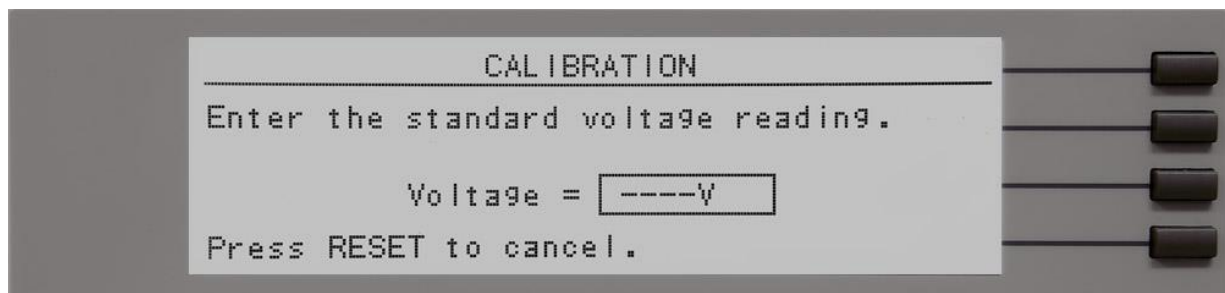 CALIBRATION
Enter the standard voltage reading.
Voltage = ----V
Press RESET to cancel.